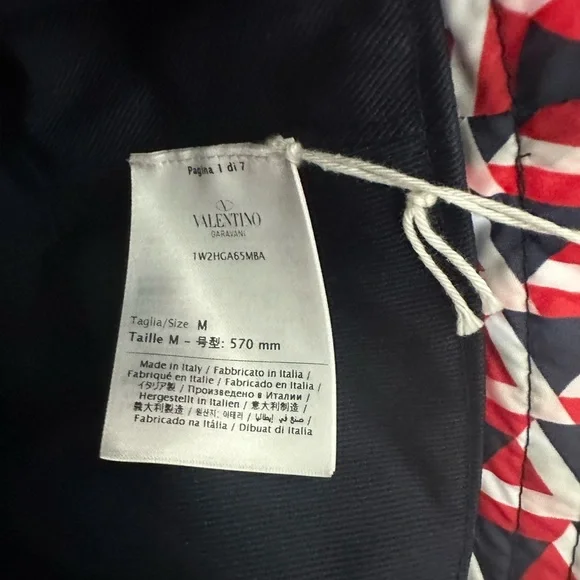 Pagina 1 di 7
VALENTINO
GARAVANI
1W2HGA65MBA
Taglia/Size M
Taille M - 号型: 570 mm
Made in Italy / Fabbricato in Italia /
Fabriqué en Italie / Fabricado en Italia /
イタリア製 / Произведено в Италии /
Hergestellt in Italien / 意大利制造 /
義大利製造 / 원산지: 이태리 / صنع في إيطاليا /
Fabricado na Itália / Dibuat di Italia